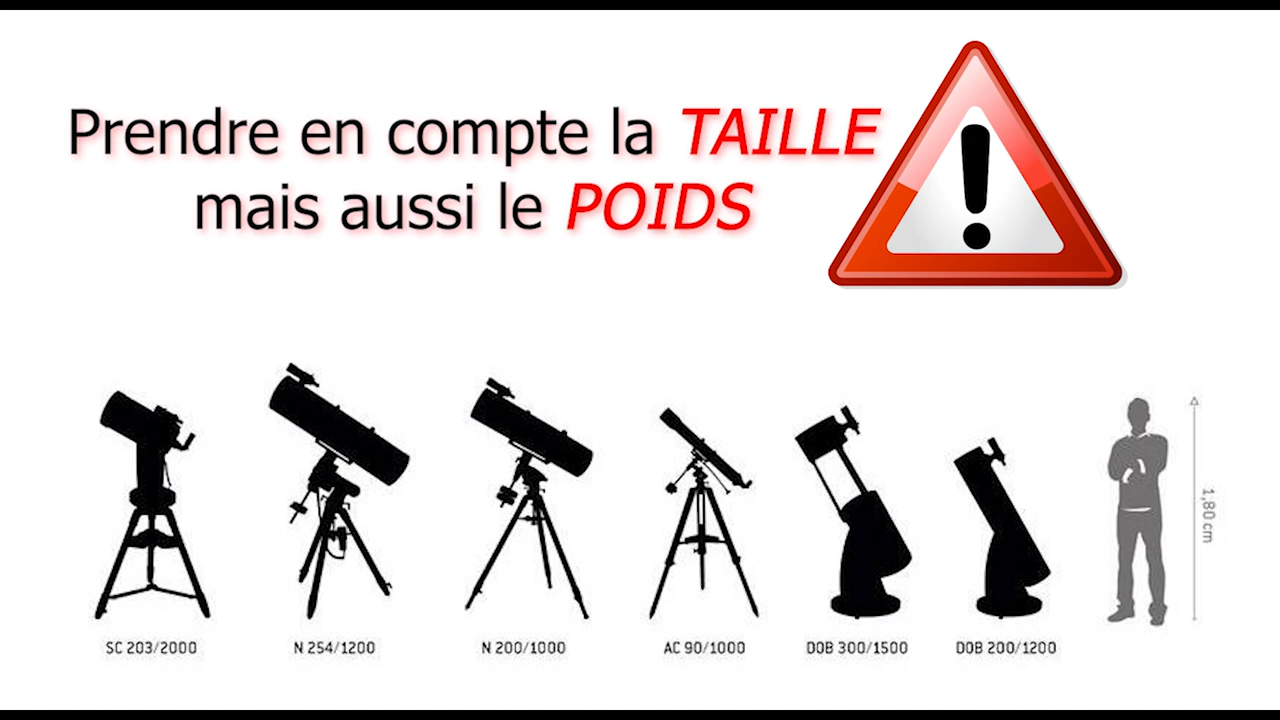 Prendre en compte la TAILLE
mais aussi le POIDS
!
1,80 cm
SC 203/2000
N 254/1200
N 200/1000
AC 90/1000
DOB 300/1500
DOB 200/1200